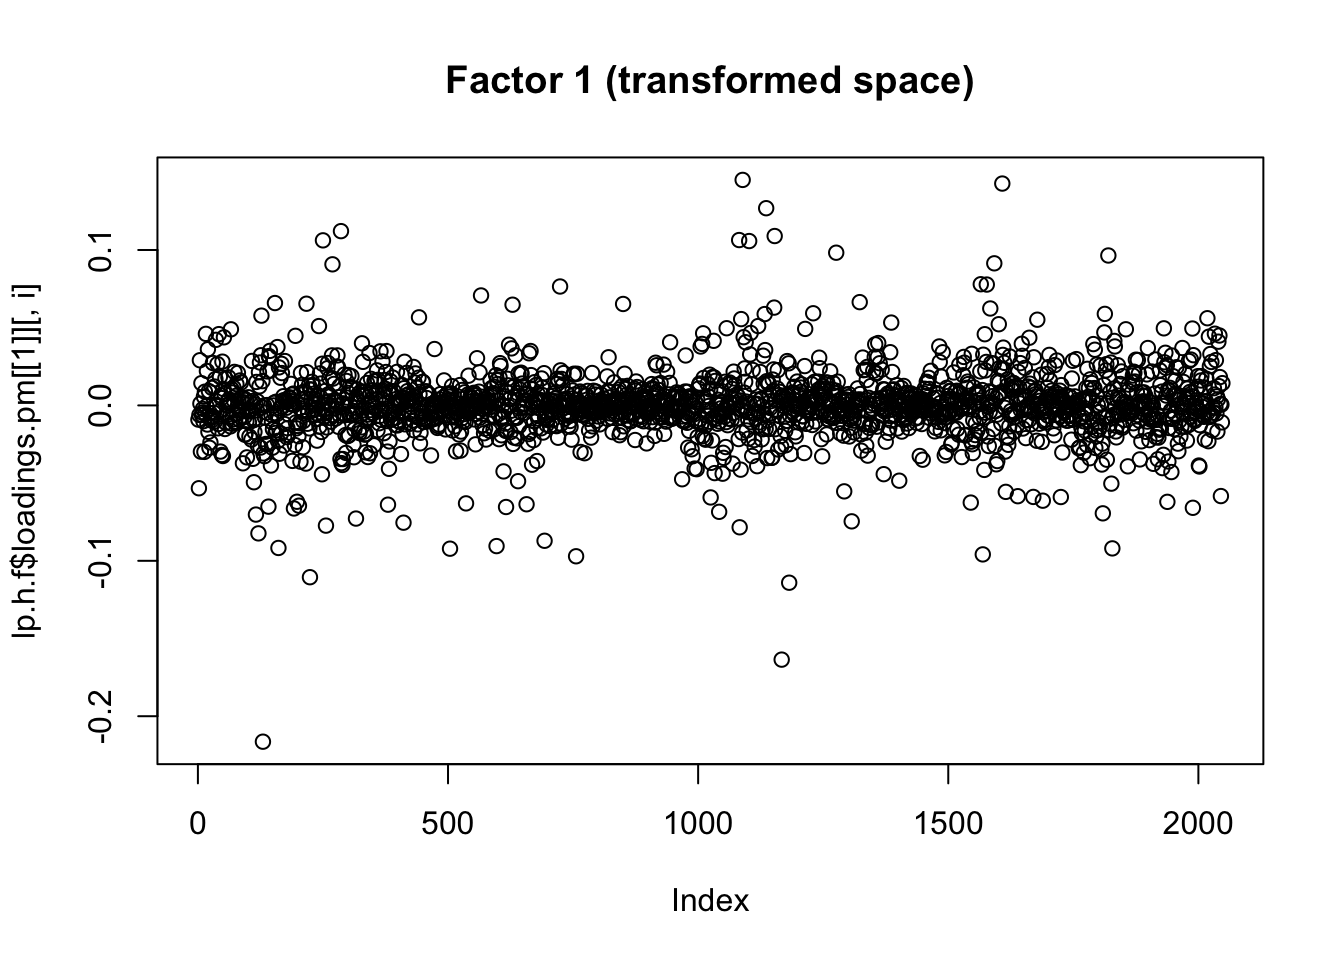 Factor 1 (transformed space)
lp.h.f$loadings.pm[[1]][, i]
0.1
0.0
-0.1
-0.2
0 500 1000 1500 2000
Index